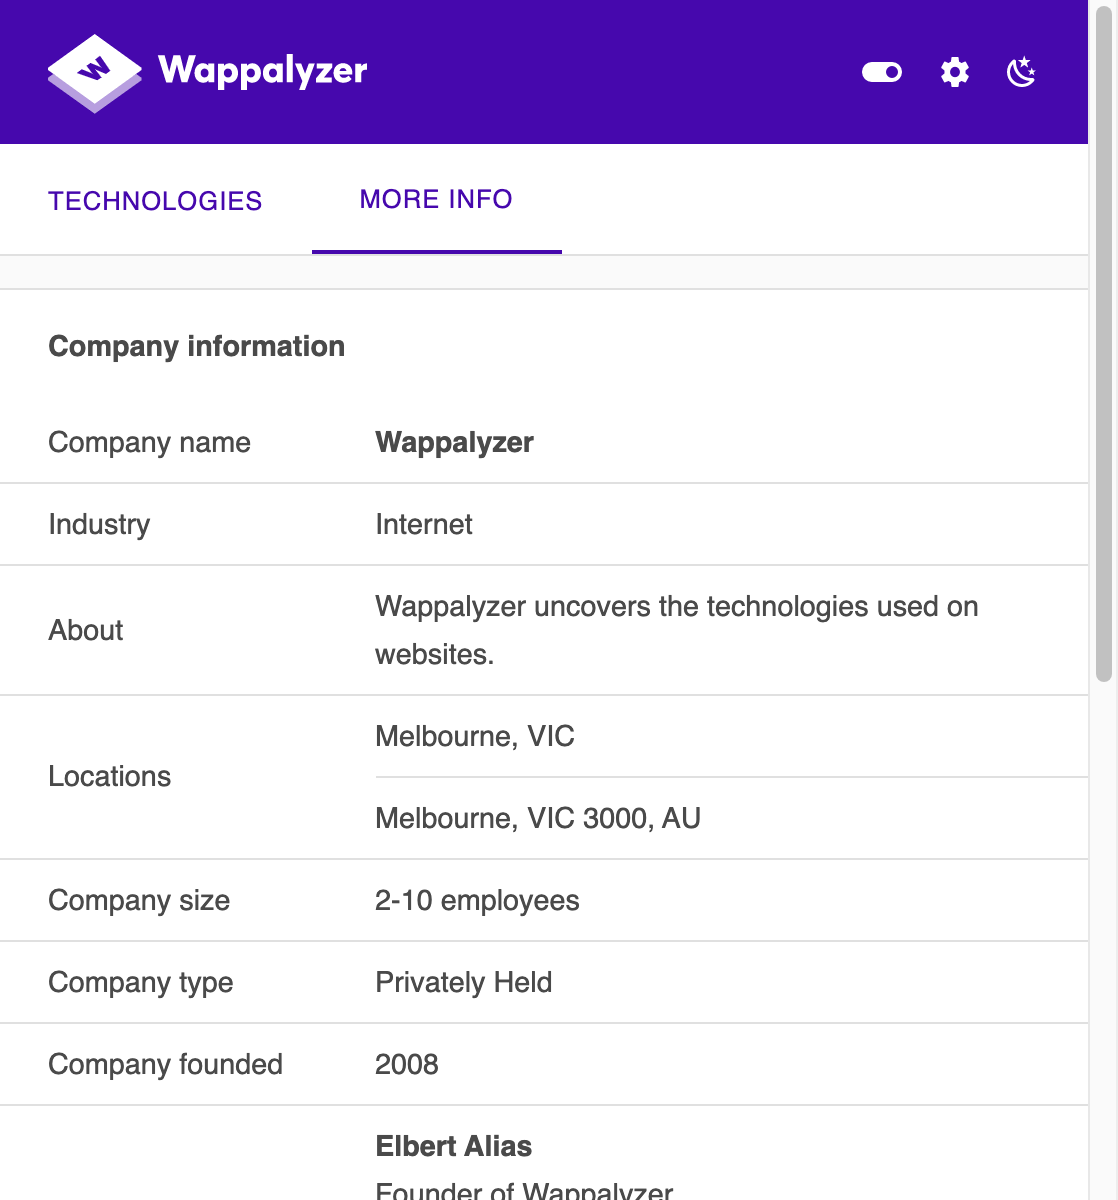 Wappalyzer
TECHNOLOGIES MORE INFO
Company information
Company name Wappalyzer
Industry Internet
About Wappalyzer uncovers the technologies used on
websites.
Locations Melbourne, VIC
Melbourne, VIC 3000, AU
Company size 2-10 employees
Company type Privately Held
Company founded 2008
Elbert Alias
Founder of Wappalyzer